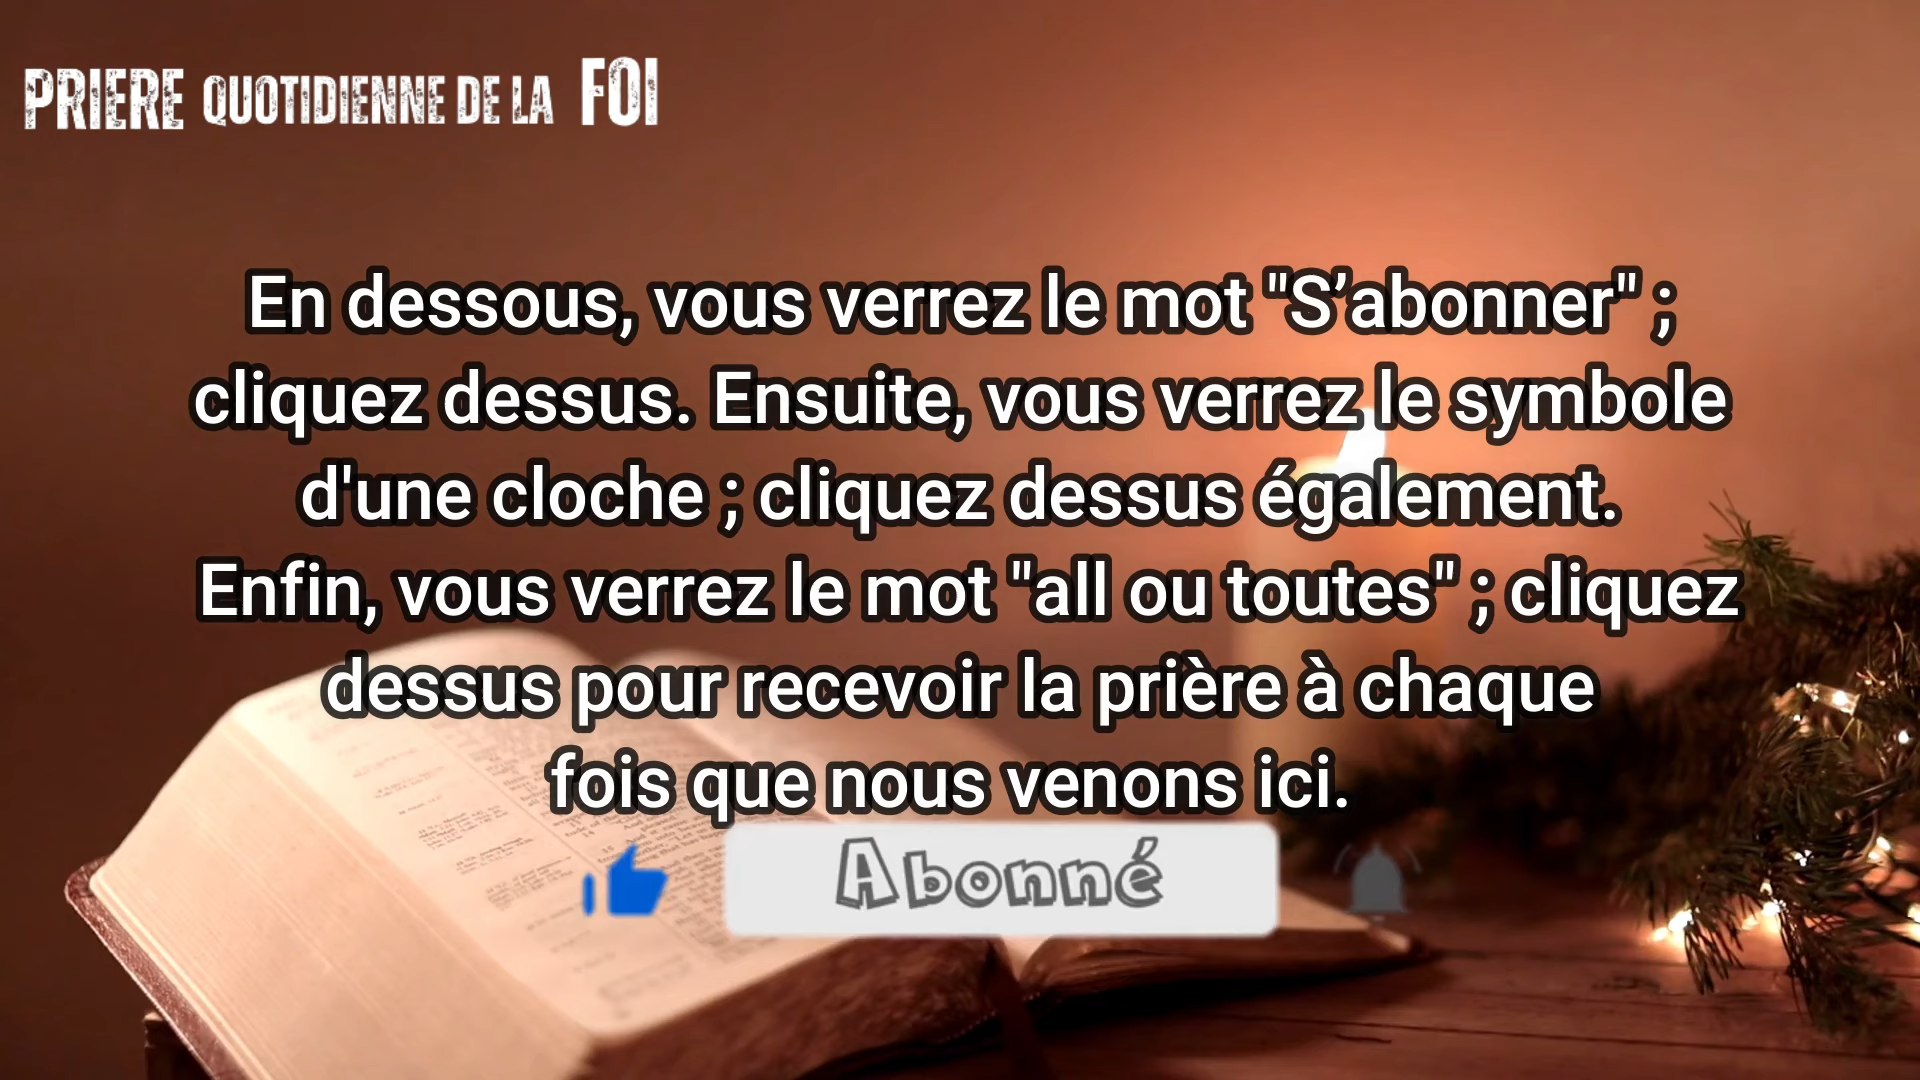 PRIERE QUOTIDIENNE DE LA FOI
En dessous, vous verrez le mot "S’abonner" ;
cliquez dessus. Ensuite, vous verrez le symbole
d'une cloche ; cliquez dessus également.
Enfin, vous verrez le mot "all ou toutes" ; cliquez
dessus pour recevoir la prière à chaque
fois que nous venons ici.
Abonné